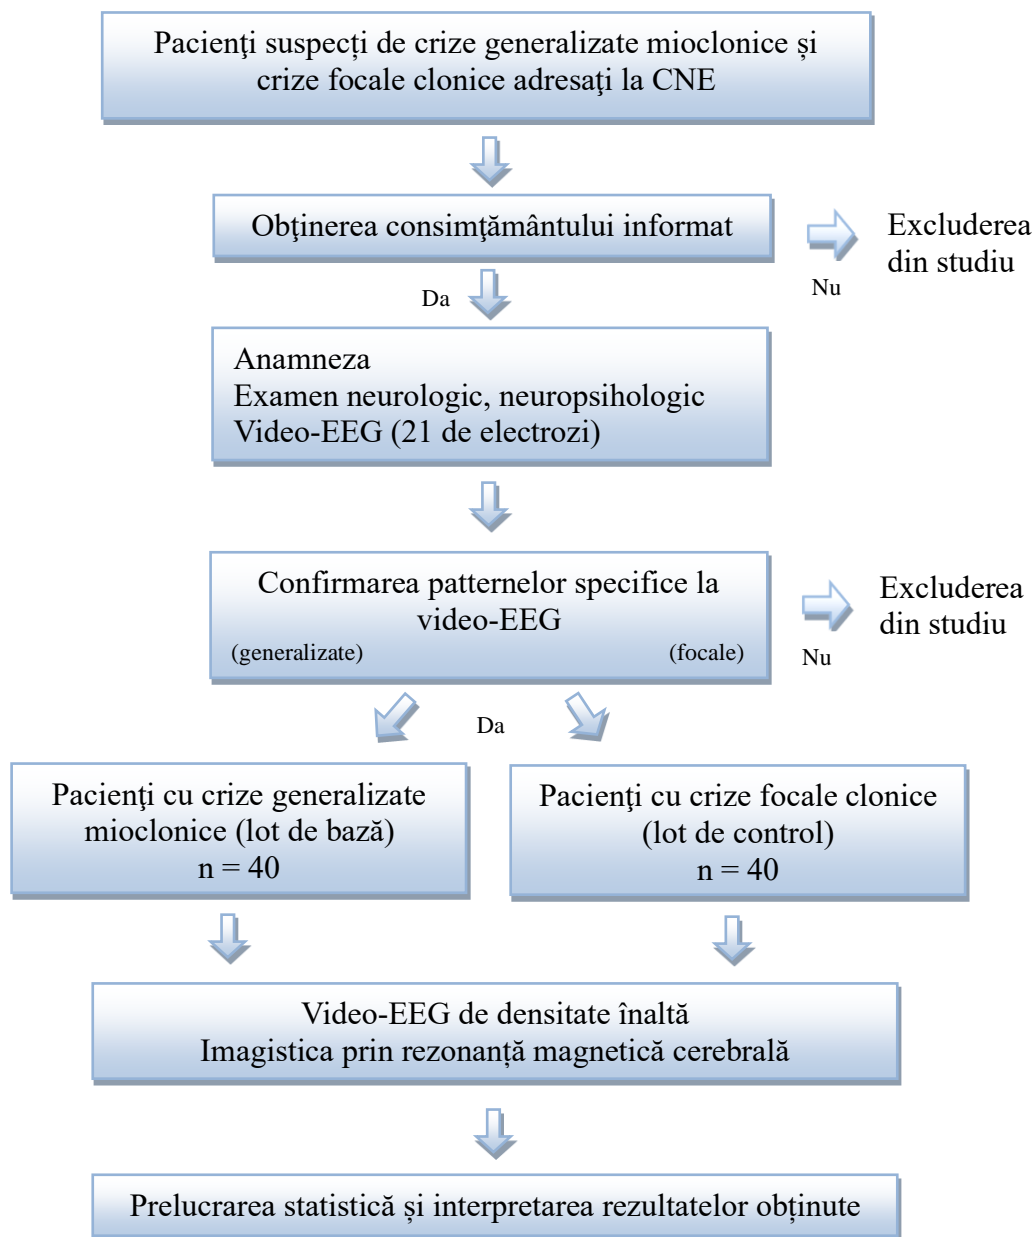 Pacienţi suspecți de crize generalizate mioclonice și
crize focale clonice adresaţi la CNE
Obţinerea consimţământului informat
Excluderea
din studiu
Nu
Da
Anamneza
Examen neurologic, neuropsihologic
Video-EEG (21 de electrozi)
Confirmarea patternelor specifice la
video-EEG
(generalizate)
(focale)
Excluderea
din studiu
Nu
Da
Pacienţi cu crize generalizate
mioclonice (lot de bază)
n = 40
Pacienţi cu crize focale clonice
(lot de control)
n = 40
Video-EEG de densitate înaltă
Imagistica prin rezonanță magnetică cerebrală
Prelucrarea statistică și interpretarea rezultatelor obținute